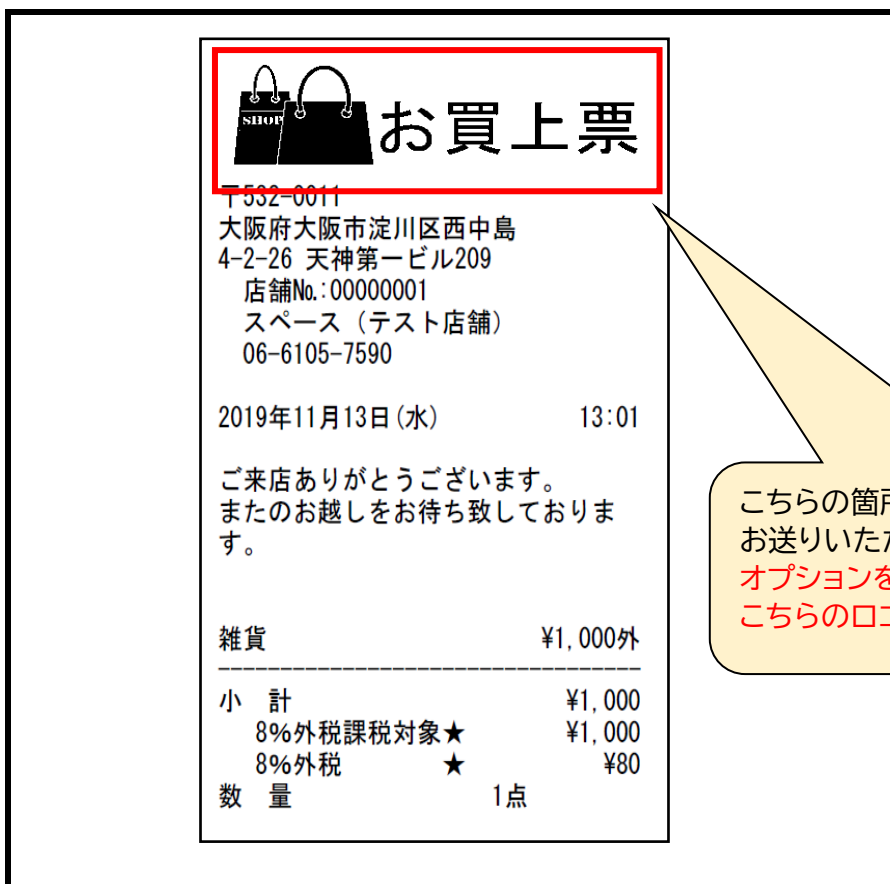 SHOP
お買上票
〒532-0011
大阪府大阪市淀川区西中島
4-2-26 天神第一ビル209
店舗No.:00000001
スペース（テスト店舗）
06-6105-7590
2019年11月13日(水) 13:01
ご来店ありがとうございます。
またのお越しをお待ち致しておりま
す。
雑貨 ¥1,000外
小 計 ¥1,000
8%外税課税対象★ ¥1,000
8%外税 ★ ¥80
数 量 1点
こちらの箇
お送りいた
オプションを
こちらのロ